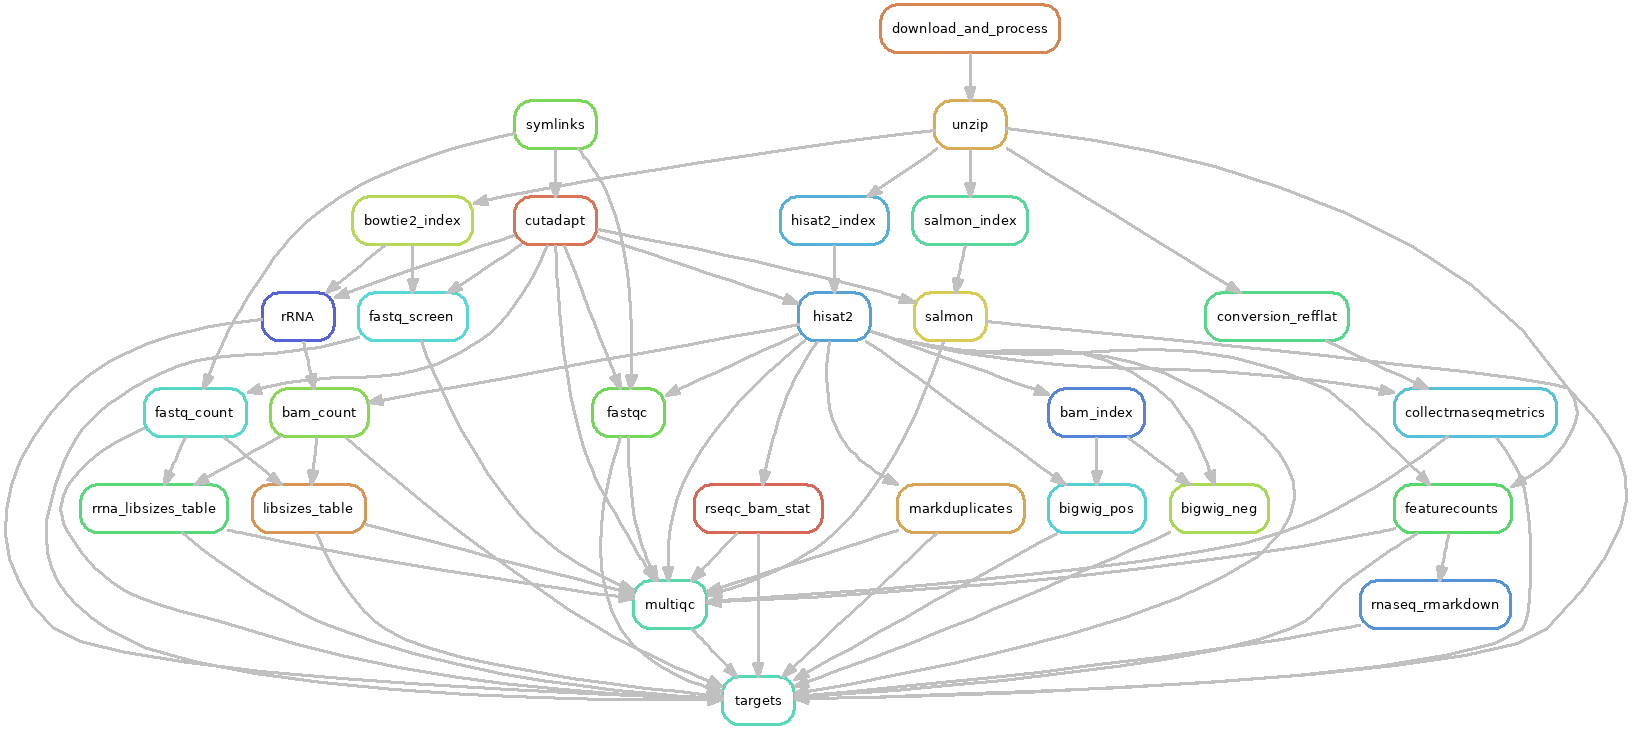 download_and_process
symlinks
unzip
bowtie2_index
cutadapt
hisat2_index
salmon_index
rRNA
fastq_screen
hisat2
salmon
conversion_refflat
fastq_count
bam_count
fastqc
bam_index
collectrnaseqmetrics
rrna_libsizes_table
libsizes_table
rseqc_bam_stat
markduplicates
bigwig_pos
bigwig_neg
featurecounts
multiqc
rnaseq_rmarkdown
targets